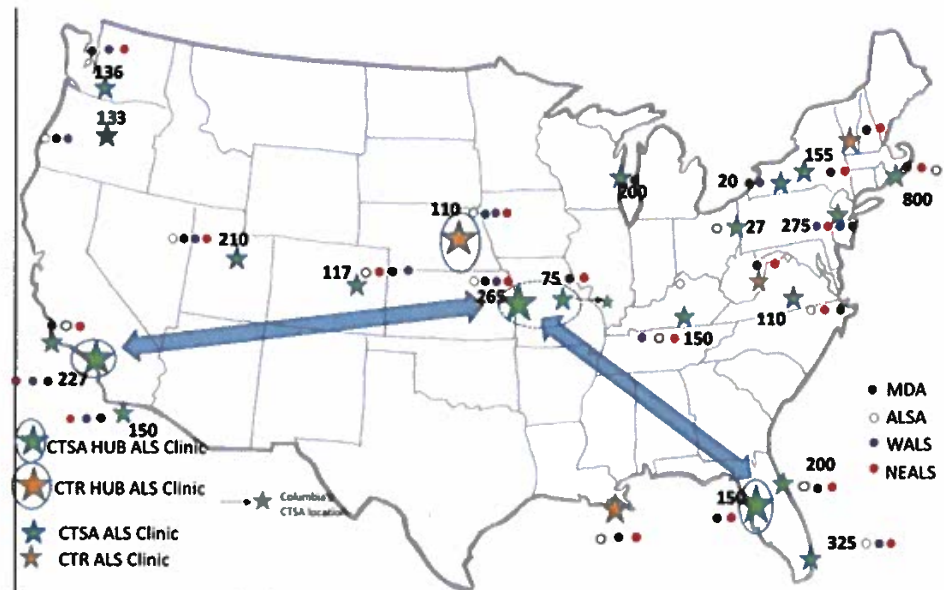 136
133
155
20
200
800
110
27
275
210
117
265
75
110
150
227
150
MDA
ALSA
WALS
NEALS
CTSA HUB ALS Clinic
CTR HUB ALS Clinic
Columbia's
CTSA location
CTSA ALS Clinic
CTR ALS Clinic
200
150
325